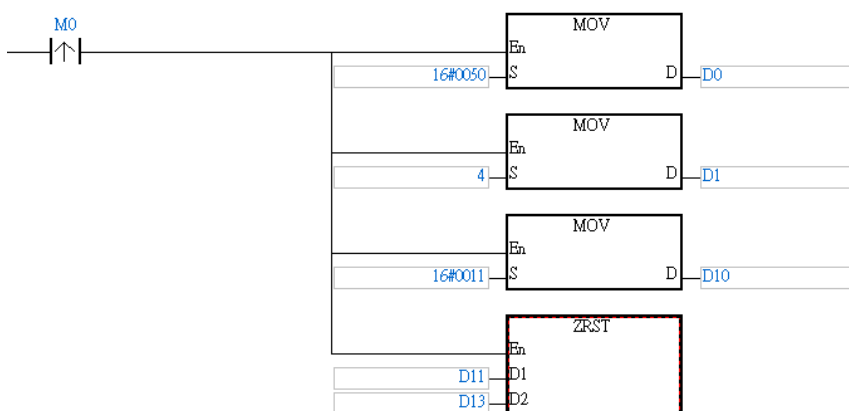 M0
MOV
En
16#0050 S D D0
MOV
En
4 S D D1
MOV
En
16#0011 S D D10
ZRST
En
D11 D1
D13 D2